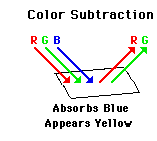 Color Subtraction
R G B R G
Absorbs Blue
Appears Yellow